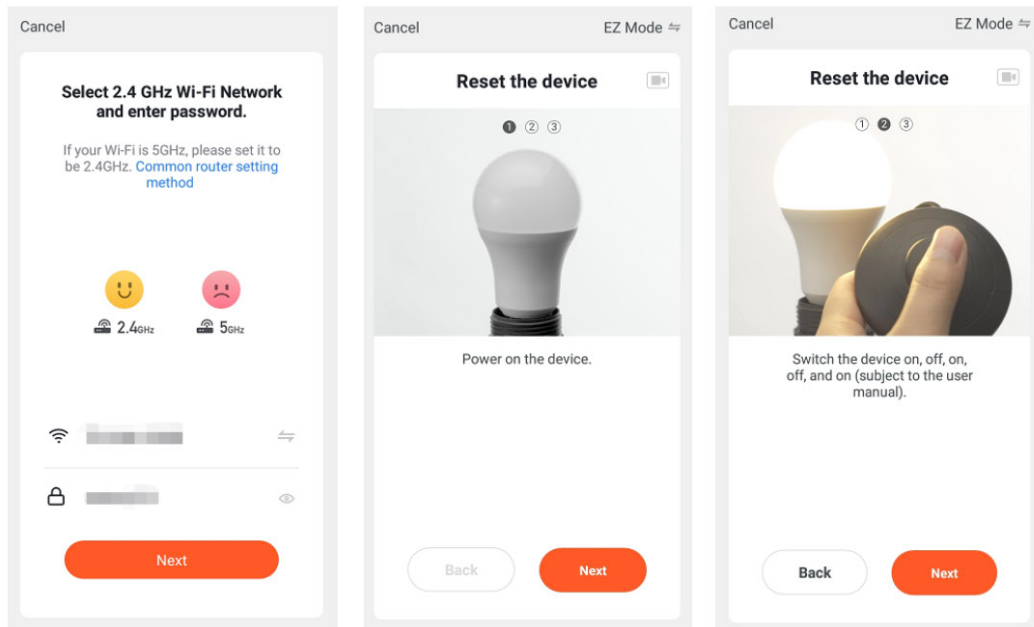 Cancel
Select 2.4 GHz Wi-Fi Network
and enter password.
If your Wi-Fi is 5GHz, please set it to
be 2.4GHz. Common router setting
method
2.4GHz
5GHz
Next
Cancel
EZ Mode
Reset the device
1 2 3
Power on the device.
Back
Next
Cancel
EZ Mode
Reset the device
1 2 3
Switch the device on, off, on,
off, and on (subject to the user
manual).
Back
Next